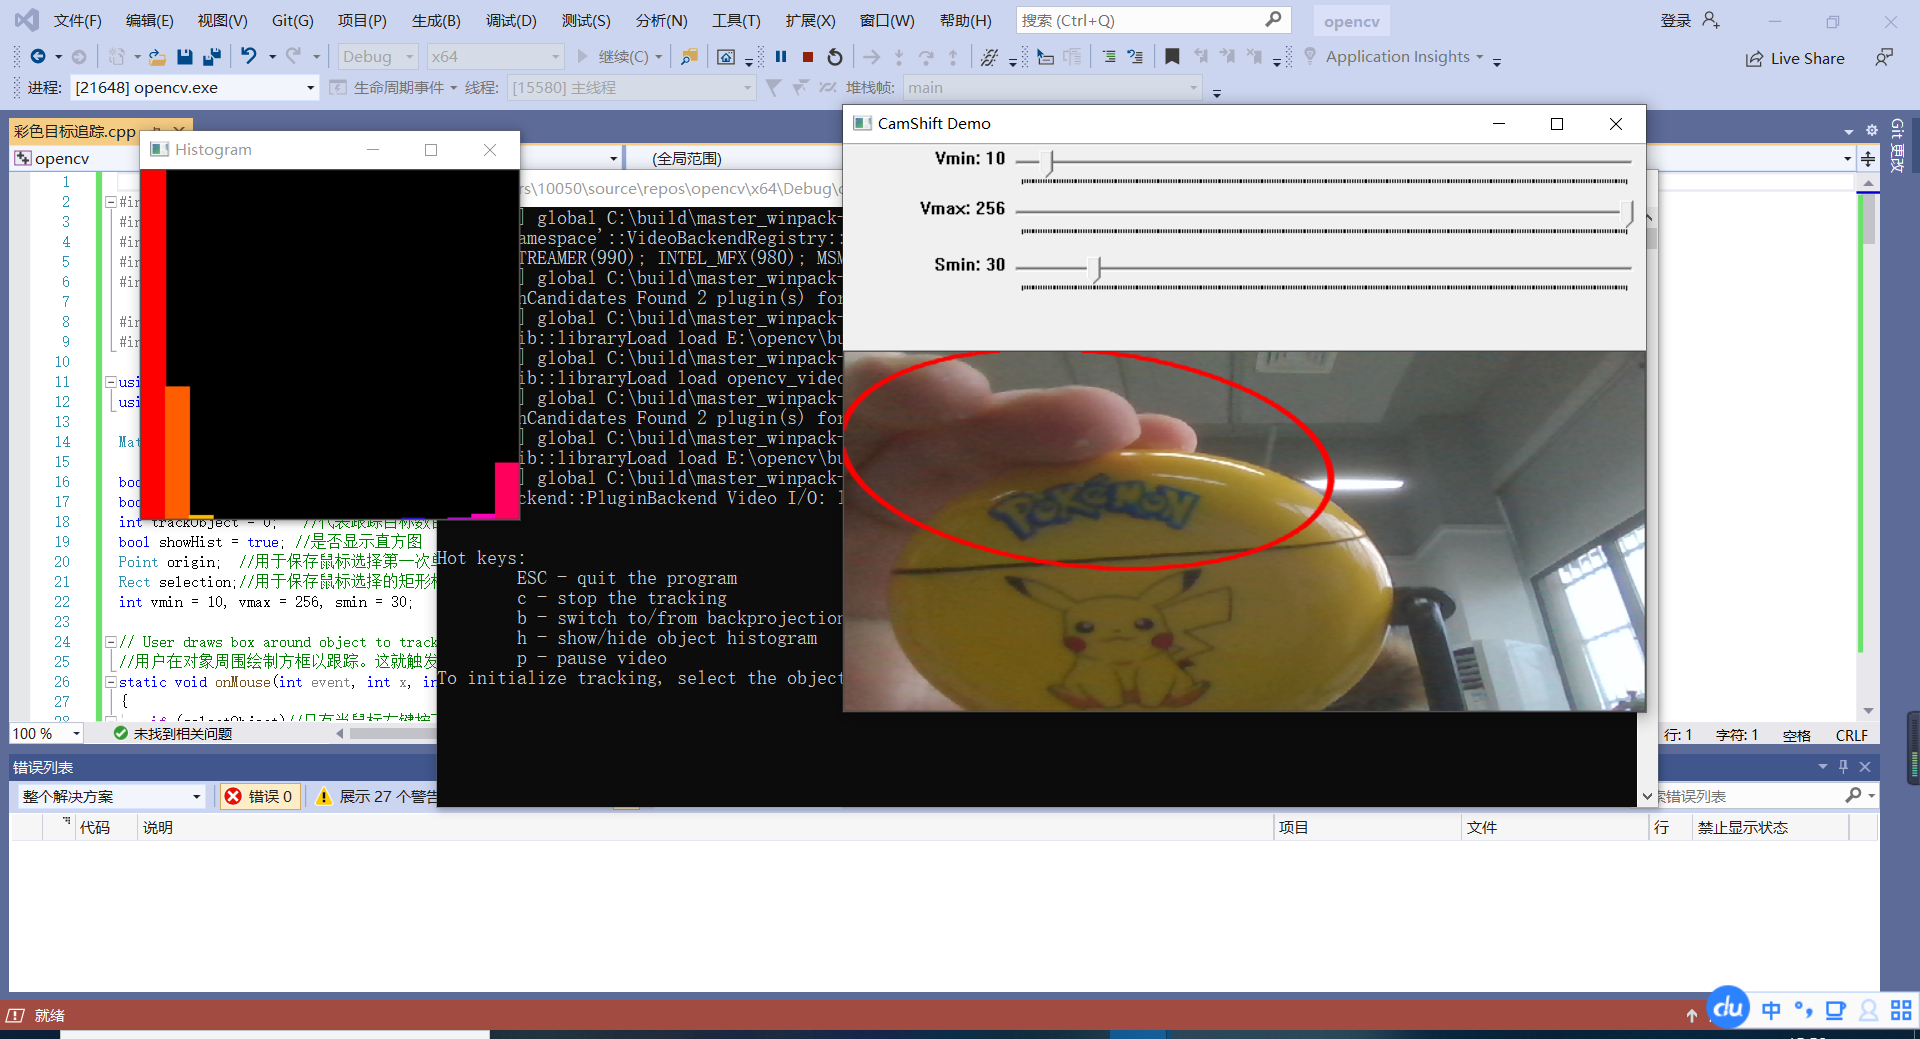 文件(F) 编辑(E) 视图(V) Git(G) 项目(P) 生成(B) 调试(D) 测试(S) 分析(N) 工具(T) 扩展(X) 窗口(W) 帮助(H) 搜索 (Ctrl+Q) opencv 登录
Debug x64 继续(C) Application Insights Live Share
进程: [21648] opencv.exe 生命周期事件 线程: [15580] 主线程 堆栈帧: main
彩色目标追踪.cpp
opencv (全局范围)
Git 更改
Histogram
CamShift Demo
Vmin: 10
Vmax: 256
Smin: 30
POKÉMON
rs\10050\source\repos\opencv\x64\Debug\
] global C:\build\master_winpack-
amespace'::VideoBackendRegistry::
TREAMER(990); INTEL_MFX(980); MSM
] global C:\build\master_winpack-
nCandidates Found 2 plugin(s) for
] global C:\build\master_winpack-
ib::libraryLoad load E:\opencv\bu
] global C:\build\master_winpack-
ib::libraryLoad load opencv_video
] global C:\build\master_winpack-
nCandidates Found 2 plugin(s) for
] global C:\build\master_winpack-
ib::libraryLoad load E:\opencv\bu
] global C:\build\master_winpack-
ckend::PluginBackend Video I/O:
Hot keys:
ESC - quit the program
c - stop the tracking
b - switch to/from backprojection
h - show/hide object histogram
p - pause video
To initialize tracking, select the object
1
2 #in
3 #in
4 #in
5 #in
6 #in
7
8 #in
9 #in
10
11 usi
12 usi
13
14 Mat
15
16 boo
17 boo
18 int trackObject = 0; //代表跟踪目标数
19 bool showHist = true; //是否显示直方图
20 Point origin; //用于保存鼠标选择第一次单
21 Rect selection;//用于保存鼠标选择的矩形框
22 int vmin = 10, vmax = 256, smin = 30;
23
24 // User draws box around object to track
25 //用户在对象周围绘制方框以跟踪。这就触发
26 static void onMouse(int event, int x, in
27 {
28 if (selectObject)//只有当鼠标左键按下
100 % 未找到相关问题 行: 1 字符: 1 空格 CRLF
错误列表
整个解决方案 错误 0 展示 27 个警告 索错误列表
代码 说明 项目 文件 行 禁止显示状态
就绪
du 中